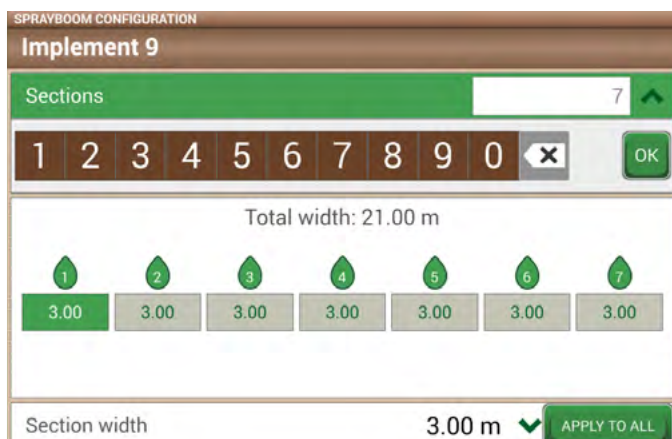 SPRAYBOOM CONFIGURATION
Implement 9
Sections 7
1 2 3 4 5 6 7 8 9 0 OK
Total width: 21.00 m
1 2 3 4 5 6 7
3.00 3.00 3.00 3.00 3.00 3.00 3.00
Section width 3.00 m APPLY TO ALL